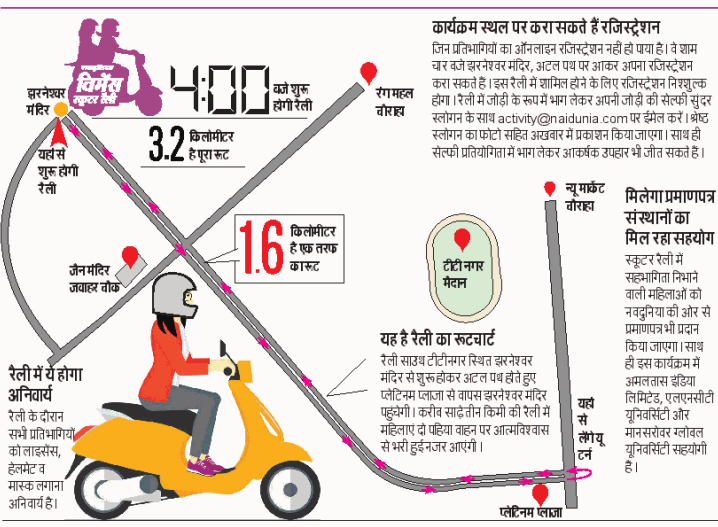 कार्यक्रम स्थल पर करा सकते हैं रजिस्ट्रेशन
जिन प्रतिभागियों का ऑनलाइन रजिस्ट्रेशन नहीं हो पाया है। वे शाम
चार बजे झरनेश्वर मंदिर, अटल पथ पर आकर अपना रजिस्ट्रेशन
करा सकते हैं। इस रैली में शामिल होने के लिए रजिस्ट्रेशन निश्शुल्क
होगा। रैली में जोड़ी के रूप में भाग लेकर अपनी जोड़ी की सेल्फी सुंदर
स्लोगन के साथ activity@naidunia.com पर ईमेल करें। श्रेष्ठ
स्लोगन का फोटो सहित अखबार में प्रकाशन किया जाएगा। साथ ही
सेल्फी प्रतियोगिता में भाग लेकर आकर्षक उपहार भी जीत सकते हैं।
विमेंस
स्कूटर रैली
4:00 बजे शुरू
होगी रैली
झरनेश्वर
मंदिर
रंग महल
चौराहा
3.2 किलोमीटर
है पूरा रूट
यहां से
शुरू होगी
रैली
1.6 किलोमीटर
है एक तरफ
का रूट
जैन मंदिर
जवाहर चौक
टीटी नगर
मैदान
न्यू मार्केट
चौराहा
मिलेगा प्रमाणपत्र
संस्थानों का
मिल रहा सहयोग
स्कूटर रैली में
सहभागिता निभाने
वाली महिलाओं को
नवदुनिया की ओर से
प्रमाणपत्र भी प्रदान
किया जाएगा। साथ
ही इस कार्यक्रम में
अमलतास इंडिया
लिमिटेड, एलएनसीटी
यूनिवर्सिटी और
मानसरोवर ग्लोबल
यूनिवर्सिटी सहयोगी
है।
यह है रैली का रूटचार्ट
रैली साउथ टीटीनगर स्थित झरनेश्वर
मंदिर से शुरू होकर अटल पथ होते हुए
प्लेटिनम प्लाजा से वापस झरनेश्वर मंदिर
पहुंचेगी। करीब साढ़े तीन किमी की रैली में
महिलाएं दो पहिया वाहन पर आत्मविश्वास
से भरी हुई नजर आएंगी।
रैली में ये होगा
अनिवार्य
रैली के दौरान
सभी प्रतिभागियों
को लाइसेंस,
हेलमेट व
मास्क लगाना
अनिवार्य है।
यहां
से
लेंगे यू
टर्न
प्लेटिनम प्लाजा